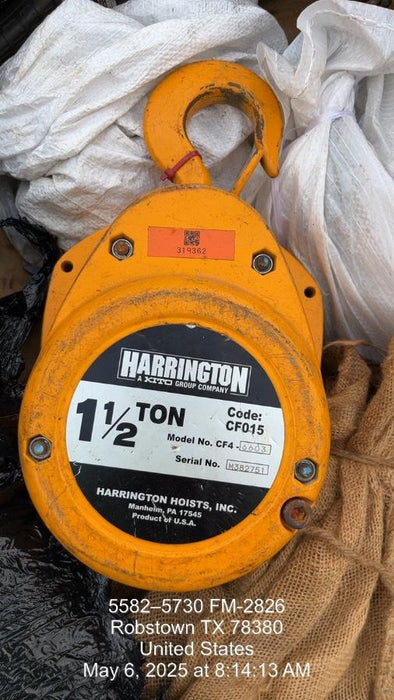 319362
HARRINGTON
A KITO GROUP COMPANY
1 1/2 TON
Code:
CF015
Model No. CF4 -
Serial No. H382751
HARRINGTON HOISTS, INC.
Manheim, PA 17545
Product of U.S.A.
5582–5730 FM-2826
Robstown TX 78380
United States
May 6, 2025 at 8:14:13 AM